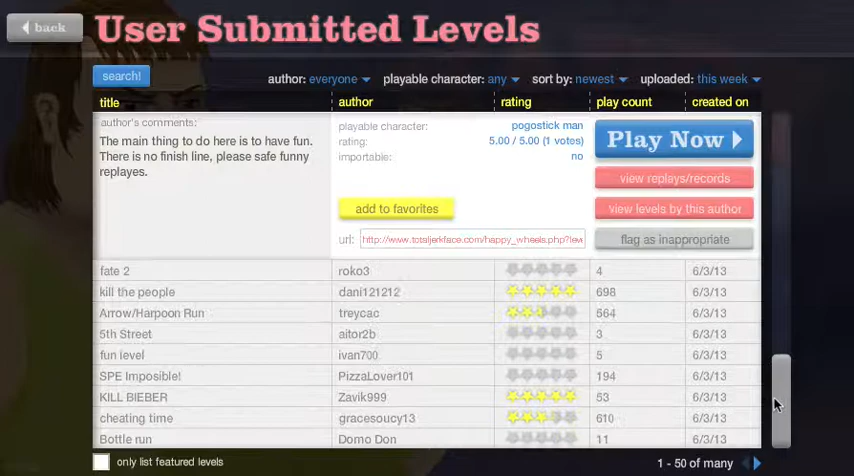 back
User Submitted Levels
search!
author: everyone playable character: any sort by: newest uploaded: this week
title author rating play count created on
author's comments:
The main thing to do here is to have fun.
There is no finish line, please safe funny
replayes.
playable character: pogostick man
rating: 5.00 / 5.00 (1 votes)
importable: no
add to favorites
url: http://www.totaljerkface.com/happy_wheels.php?lev
Play Now
view replays/records
view levels by this author
flag as inappropriate
fate 2 roko3 4 6/3/13
kill the people dani121212 698 6/3/13
Arrow/Harpoon Run treycac 564 6/3/13
5th Street aitor2b 3 6/3/13
fun level ivan700 5 6/3/13
SPE Imposible! PizzaLover101 194 6/3/13
KILL BIEBER Zavik999 53 6/3/13
cheating time gracesoucy13 610 6/3/13
Bottle run Domo Don 11 6/3/13
only list featured levels 1 - 50 of many